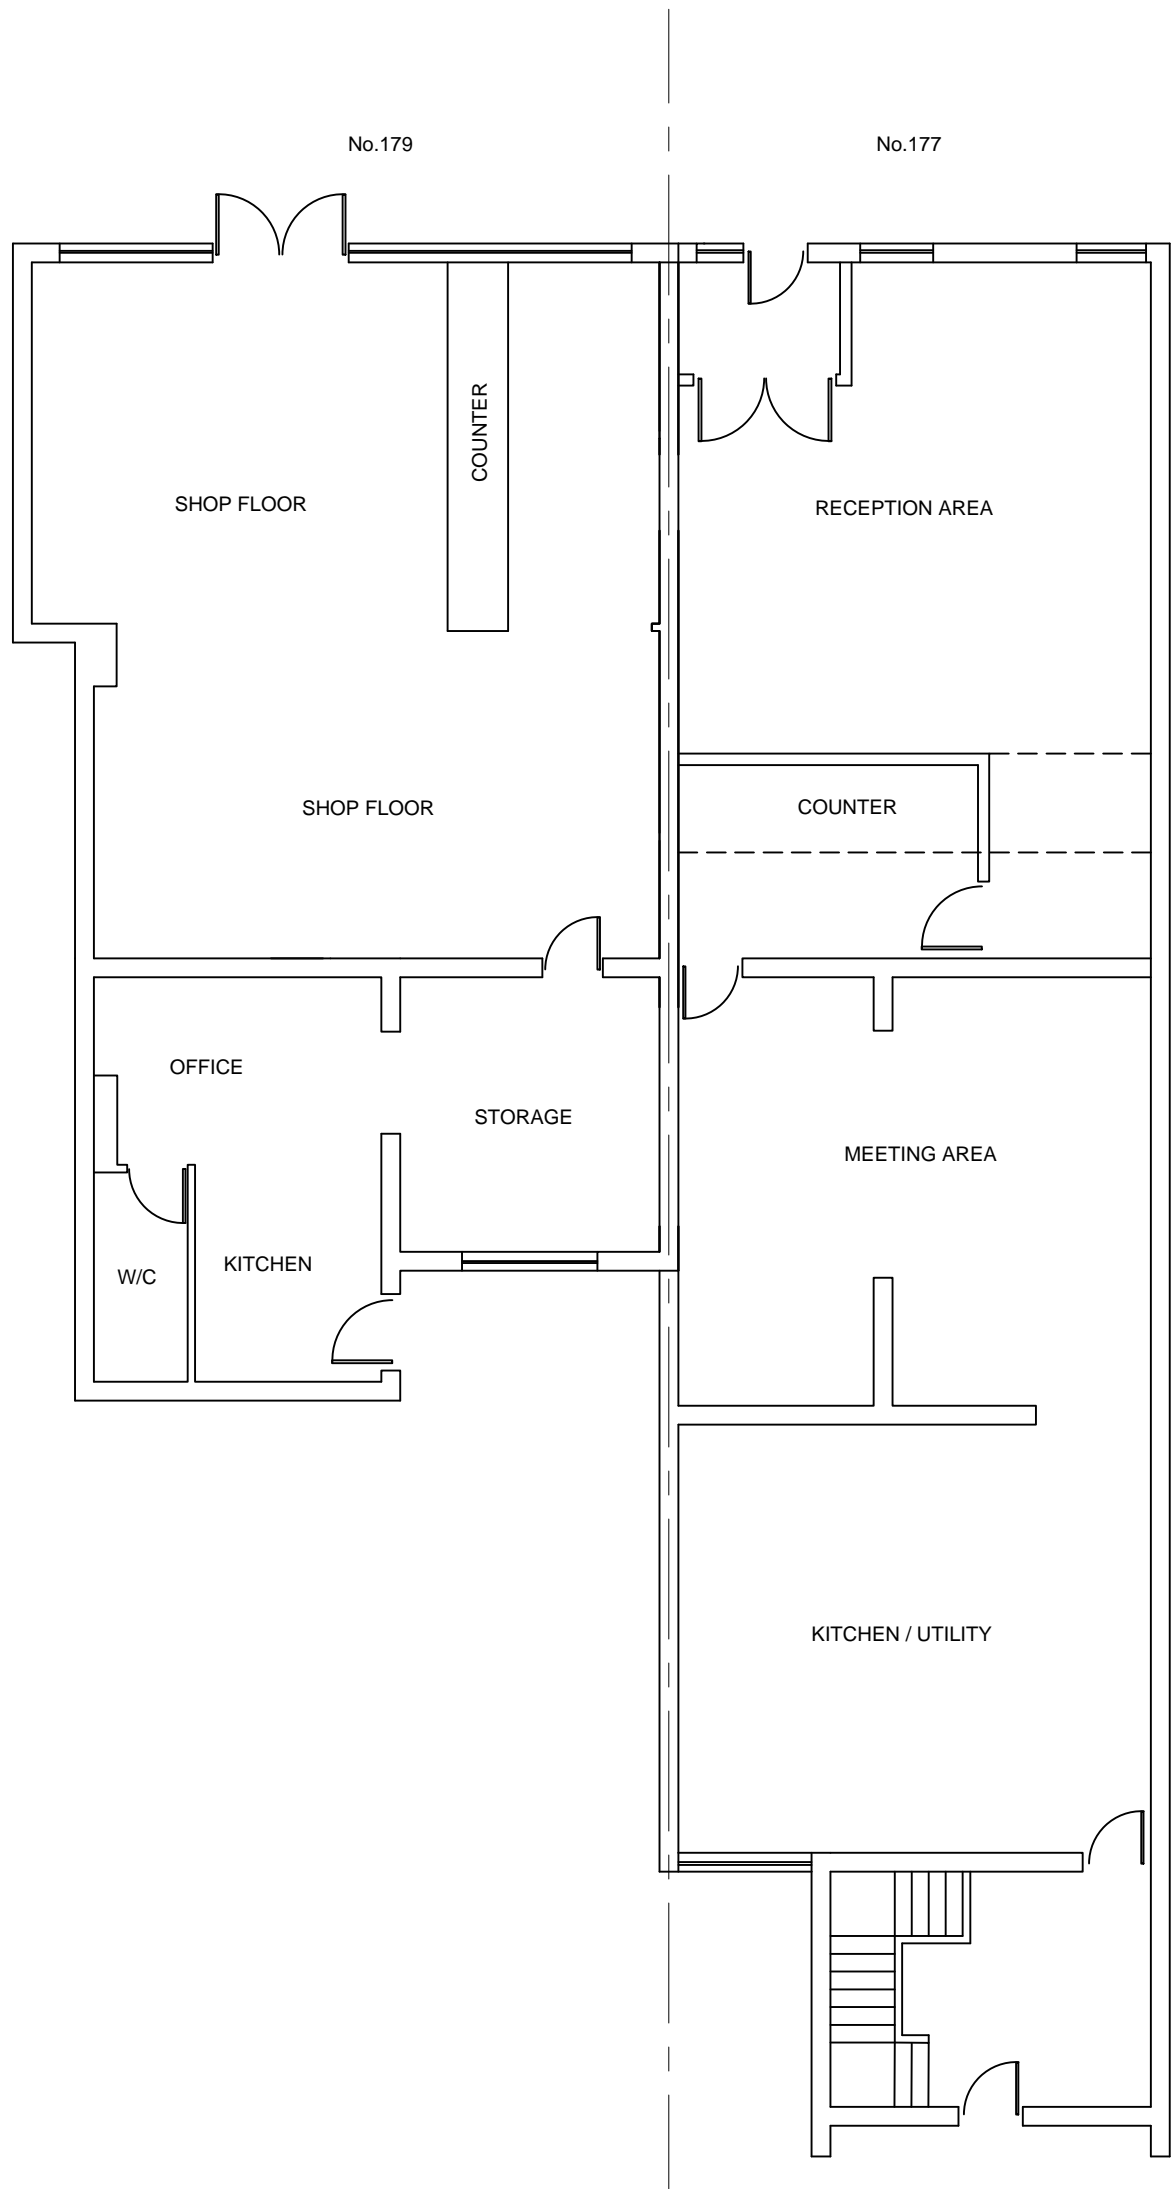 No.179
No.177
COUNTER
SHOP FLOOR
RECEPTION AREA
SHOP FLOOR
COUNTER
OFFICE
STORAGE
MEETING AREA
W/C
KITCHEN
KITCHEN / UTILITY